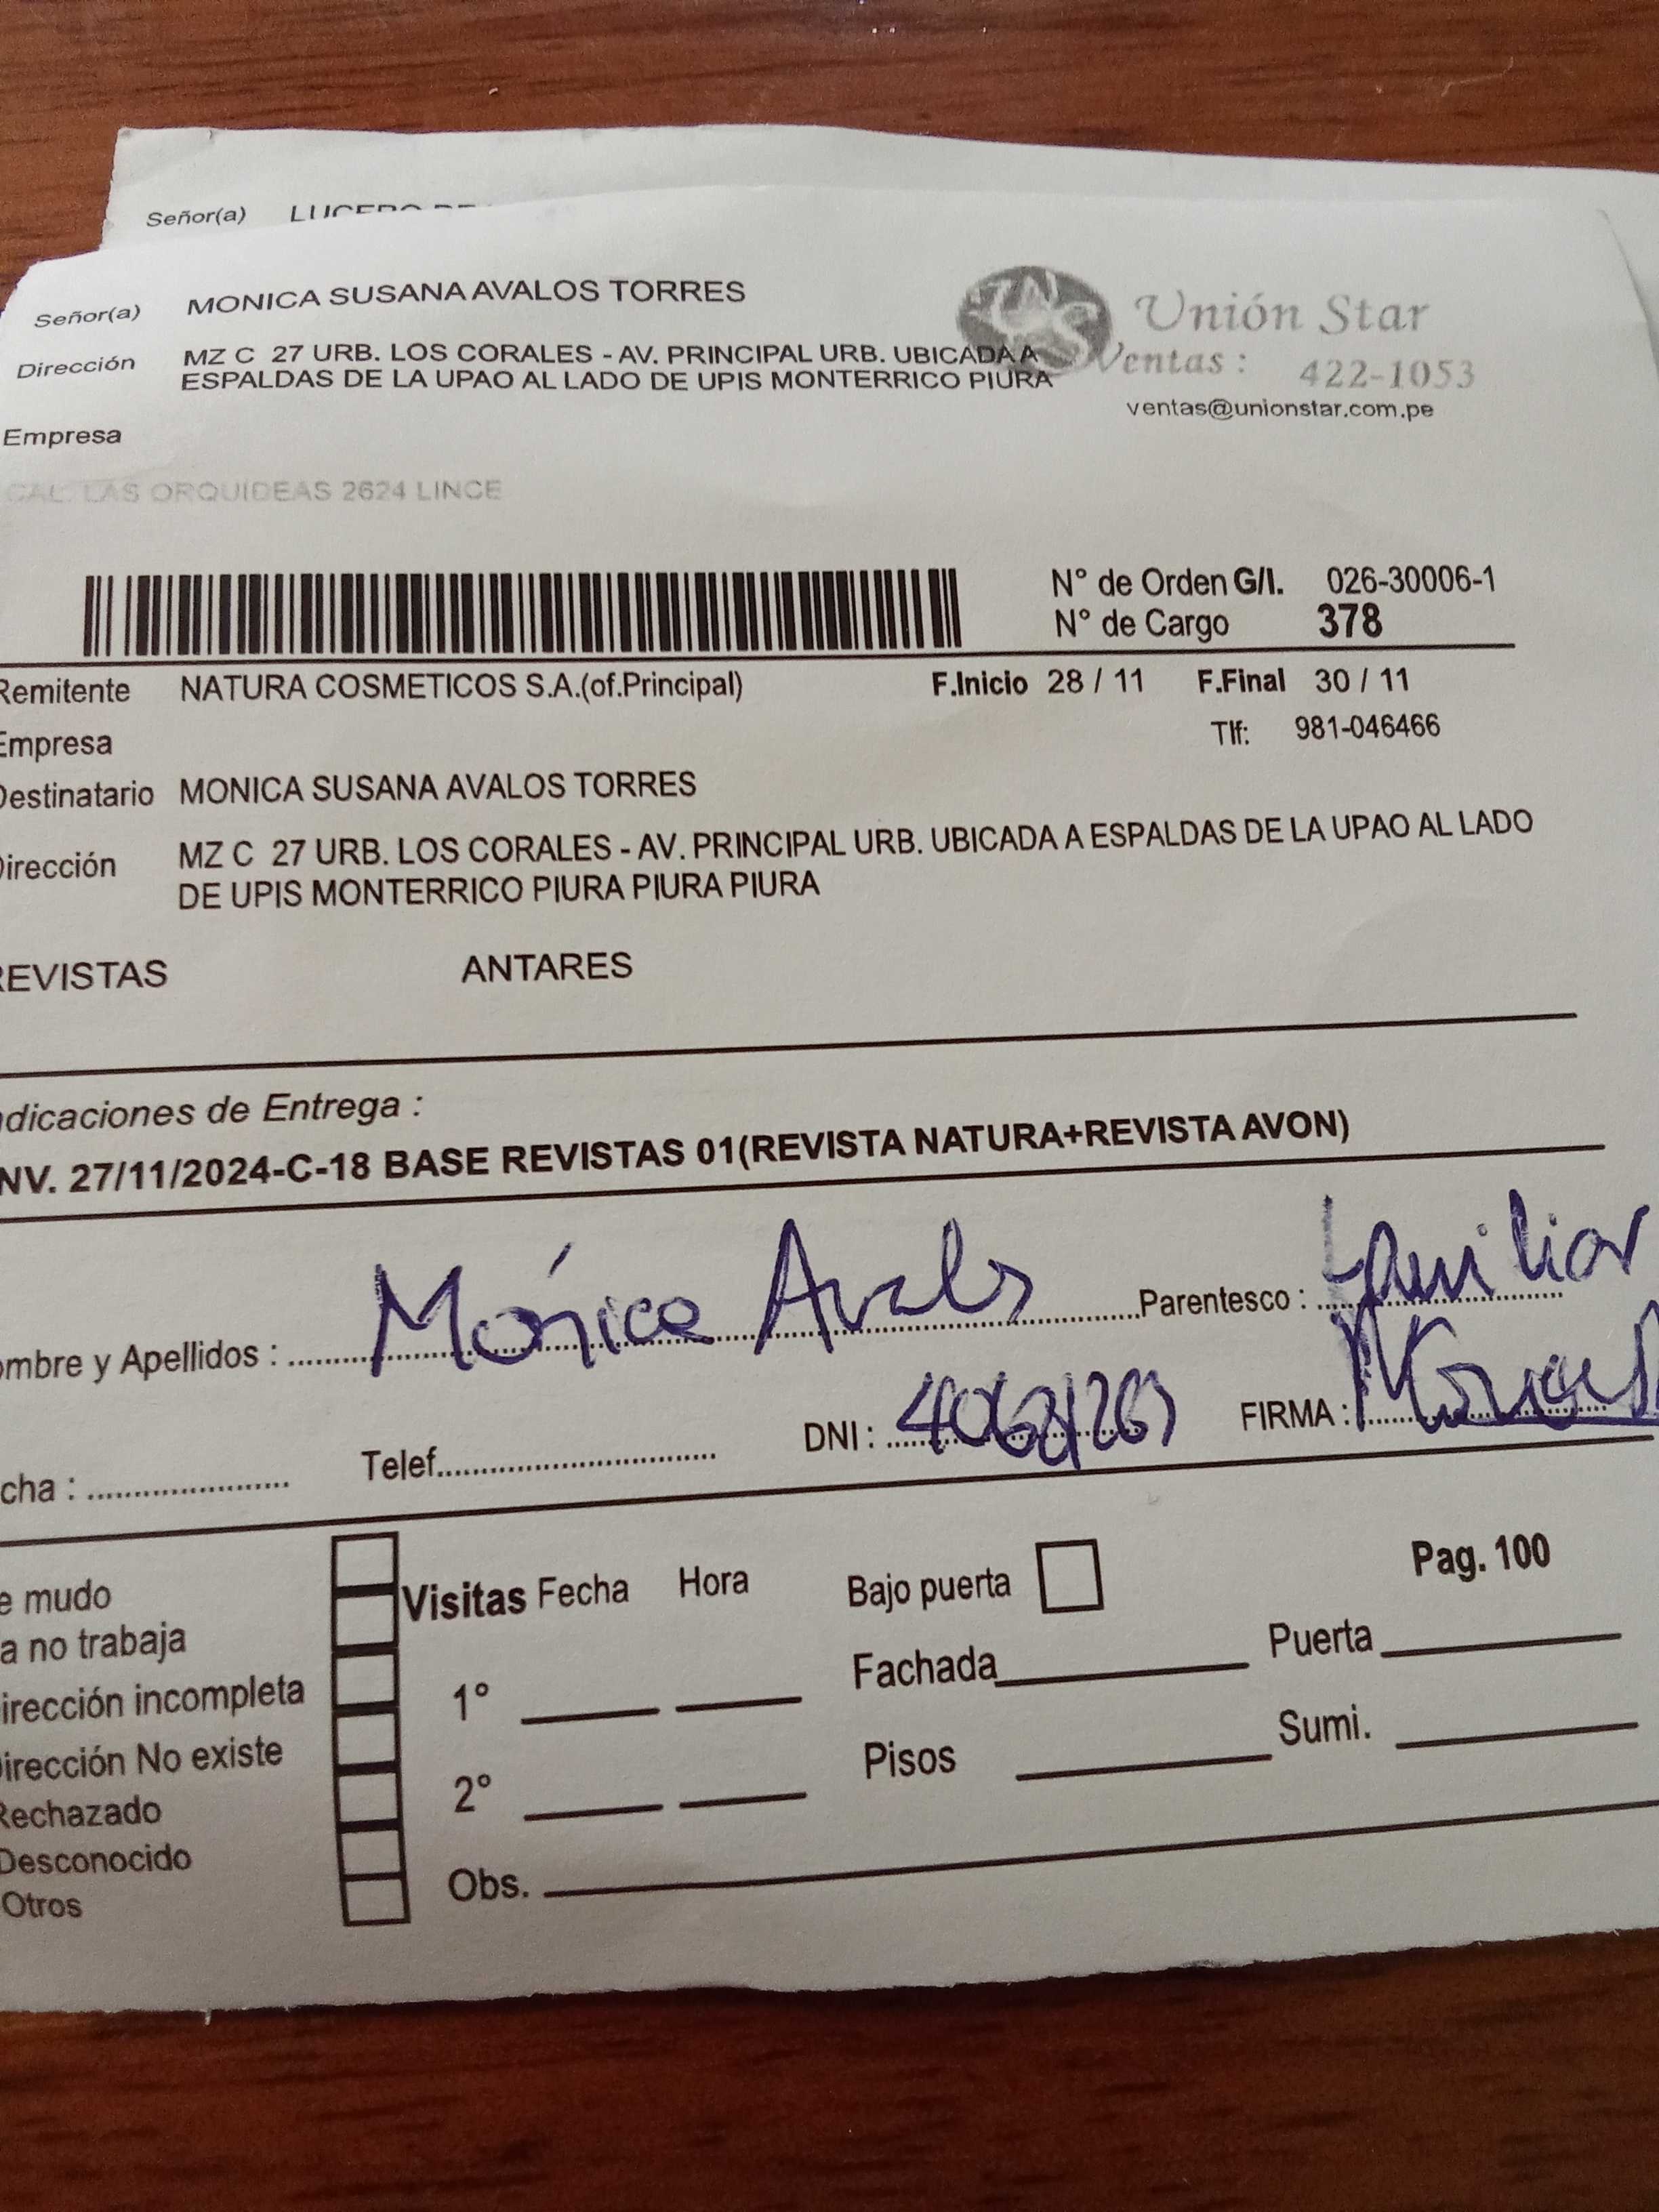 Señor(a)
Señor(a) MONICA SUSANA AVALOS TORRES
Unión Star
Dirección MZ C 27 URB. LOS CORALES - AV. PRINCIPAL URB. UBICADA A
ESPALDAS DE LA UPAO AL LADO DE UPIS MONTERRICO PIURA
Ventas : 422-1053
ventas@unionstar.com.pe
Empresa
CAL. LAS ORQUIDEAS 2624 LINCE
N° de Orden G/I. 026-30006-1
N° de Cargo 378
Remitente NATURA COSMETICOS S.A.(of.Principal) F.Inicio 28 / 11 F.Final 30 / 11
Empresa Tlf: 981-046466
Destinatario MONICA SUSANA AVALOS TORRES
Dirección MZ C 27 URB. LOS CORALES - AV. PRINCIPAL URB. UBICADA A ESPALDAS DE LA UPAO AL LADO
DE UPIS MONTERRICO PIURA PIURA PIURA
REVISTAS ANTARES
ndicaciones de Entrega :
NV. 27/11/2024-C-18 BASE REVISTAS 01(REVISTA NATURA+REVISTA AVON)
ombre y Apellidos : Mónica Avalos Parentesco : familiar
cha : Telef. DNI : FIRMA :
e mudo
a no trabaja
irección incompleta
irección No existe
Rechazado
Desconocido
Otros
Visitas Fecha Hora
1°
2°
Obs.
Bajo puerta Pag. 100
Fachada Puerta
Pisos Sumi.